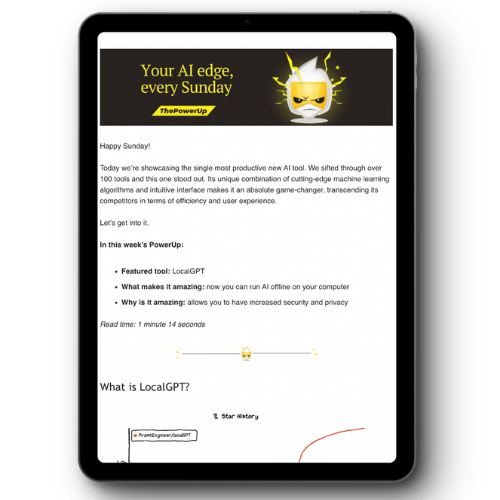 Your AI edge,
every Sunday
ThePowerUp
Happy Sunday!
Today we're showcasing the single most productive new AI tool. We sifted through over
100 tools and this one stood out. Its unique combination of cutting-edge machine learning
algorithms and intuitive interface makes it an absolute game-changer, transcending its
competitors in terms of efficiency and user experience.
Let's get into it.
In this week's PowerUp:
• Featured tool: LocalGPT
• What makes it amazing: now you can run AI offline on your computer
• Why is it amazing: allows you to have increased security and privacy
Read time: 1 minute 14 seconds
What is LocalGPT?
Star History
PromtEngineer/localGPT